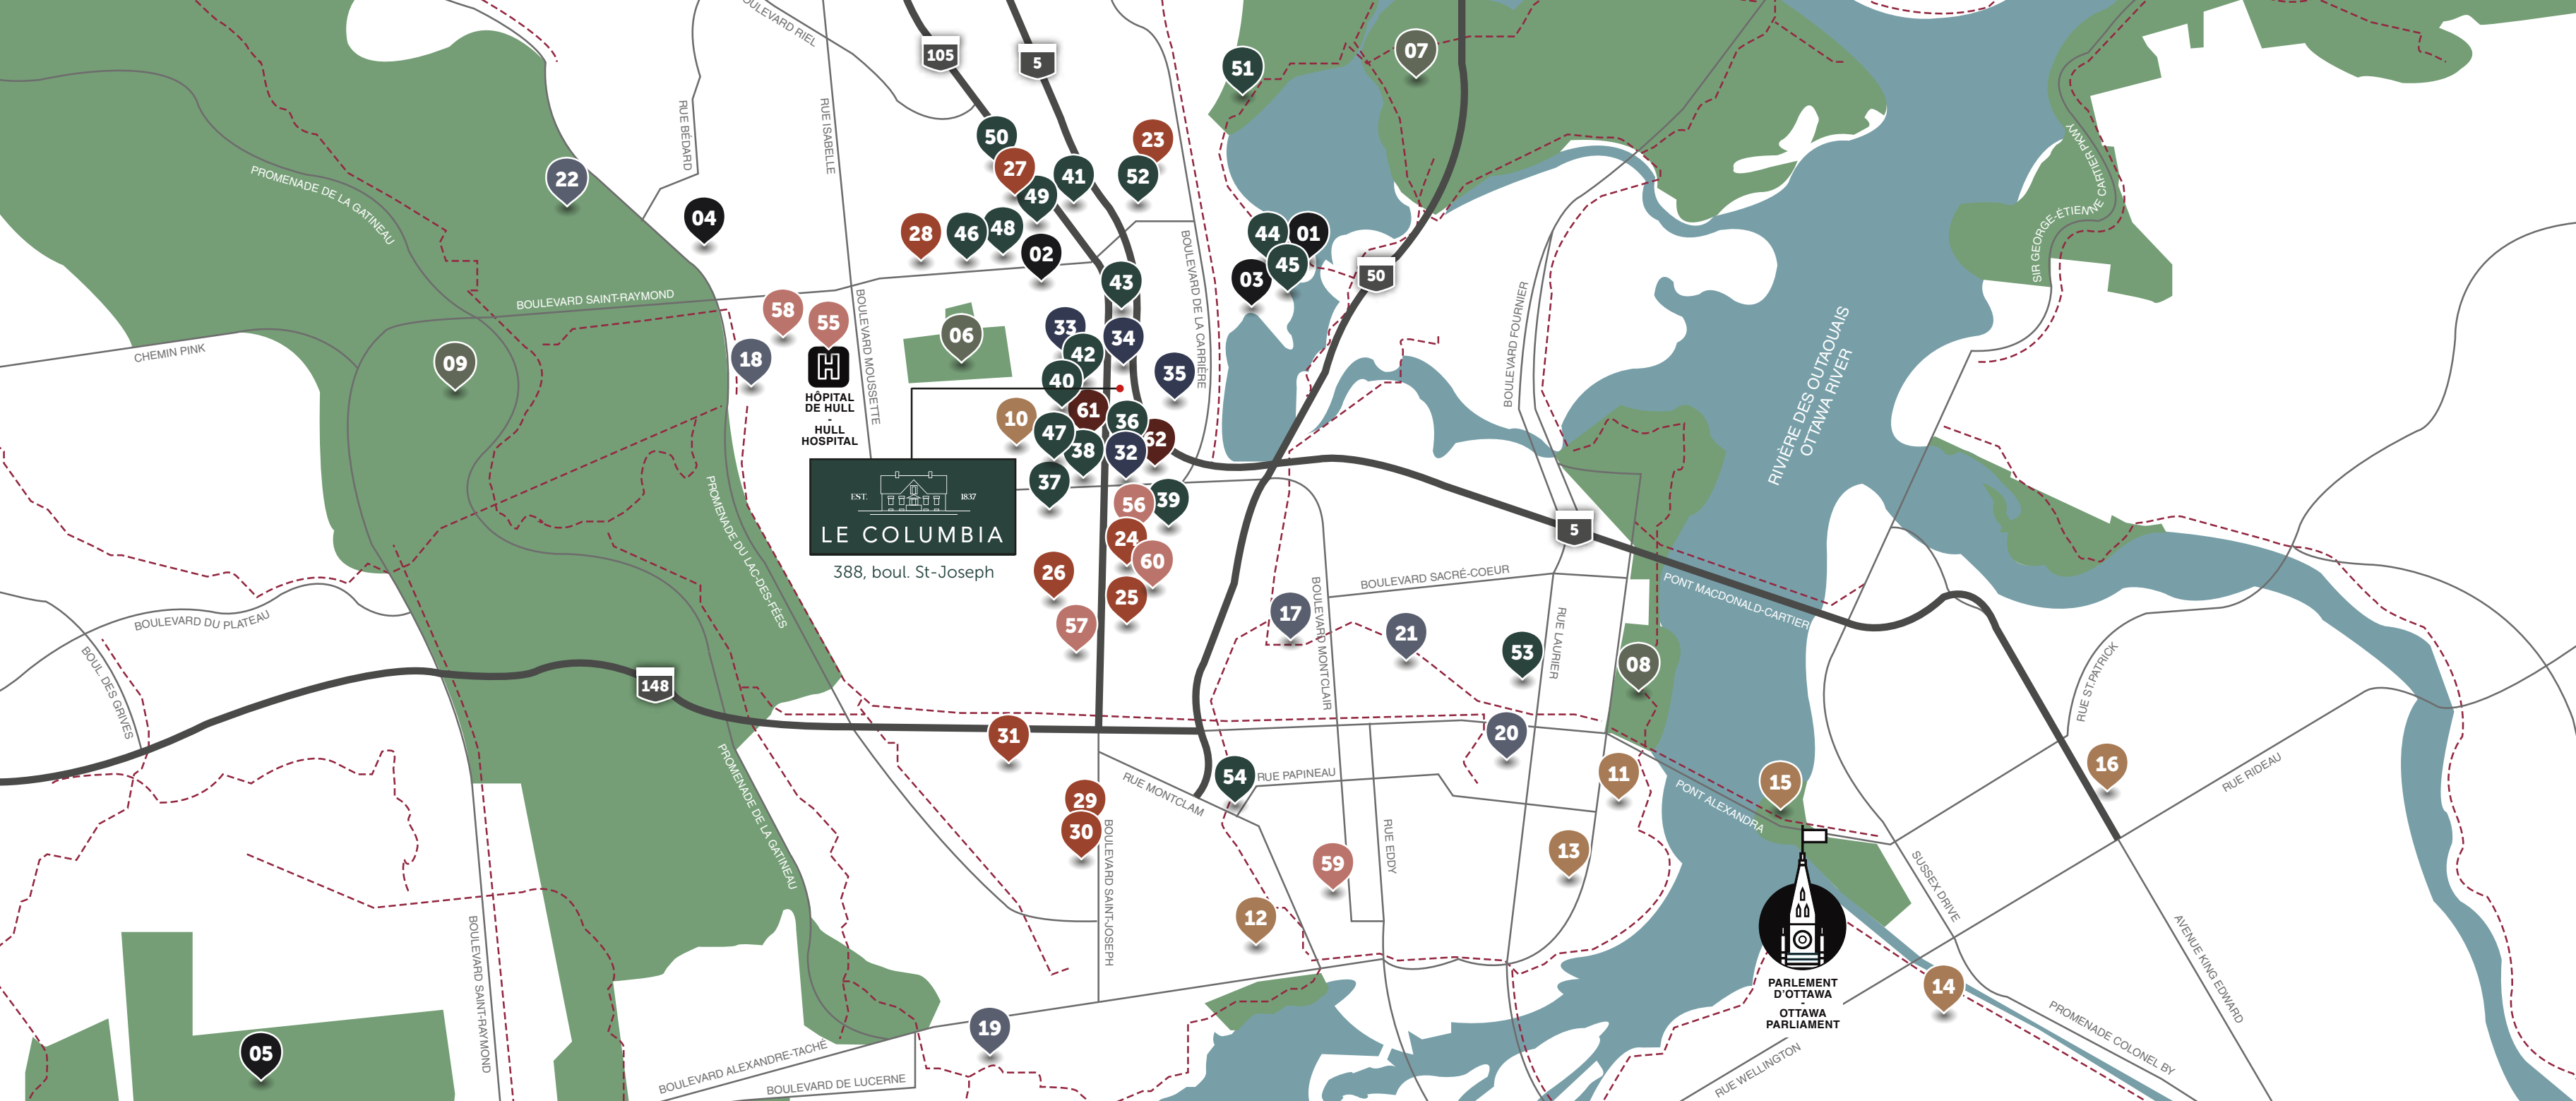 BOULEVARD RIEL
105
5
07
51
RUE BÉDARD
RUE ISABELLE
50
23
27
41
52
22
49
04
28
46
48
02
44
01
45
03
50
43
PROMENADE DE LA GATINEAU
SIR GEORGE-ÉTIENNE CARTIER PKWY
BOULEVARD SAINT-RAYMOND
BOULEVARD DE LA CARRIÈRE
BOULEVARD FOURNIER
RIVIÈRE DES OUTAOUAIS
OTTAWA RIVER
58
55
BOULEVARD MOUSSETTE
06
33
34
42
35
40
CHEMIN PINK
09
18
H
HÔPITAL
DE HULL
-
HULL
HOSPITAL
10
61
36
62
47
38
32
37
56
39
EST.
1837
LE COLUMBIA
388, boul. St-Joseph
24
60
26
25
57
5
PROMENADE DU LAC-DES-FÉES
BOULEVARD SACRÉ-COEUR
PONT MACDONALD-CARTIER
BOULEVARD DU PLATEAU
BOUL DES GRIVES
17
BOULEVARD MONTCLAIR
21
53
RUE LAURIER
08
RUE ST.PATRICK
148
31
20
54
RUE PAPINEAU
11
15
16
RUE RIDEAU
RUE MONTCLAM
PONT ALEXANDRA
PROMENADE DE LA GATINEAU
29
30
BOULEVARD SAINT-JOSEPH
RUE EDDY
59
13
12
SUSSEX DRIVE
AVENUE KING EDWARD
BOULEVARD SAINT-RAYMOND
PARLEMENT
D'OTTAWA
-
OTTAWA
PARLIAMENT
14
19
05
BOULEVARD ALEXANDRE-TACHÉ
BOULEVARD DE LUCERNE
RUE WELLINGTON
PROMENADE COLONEL BY